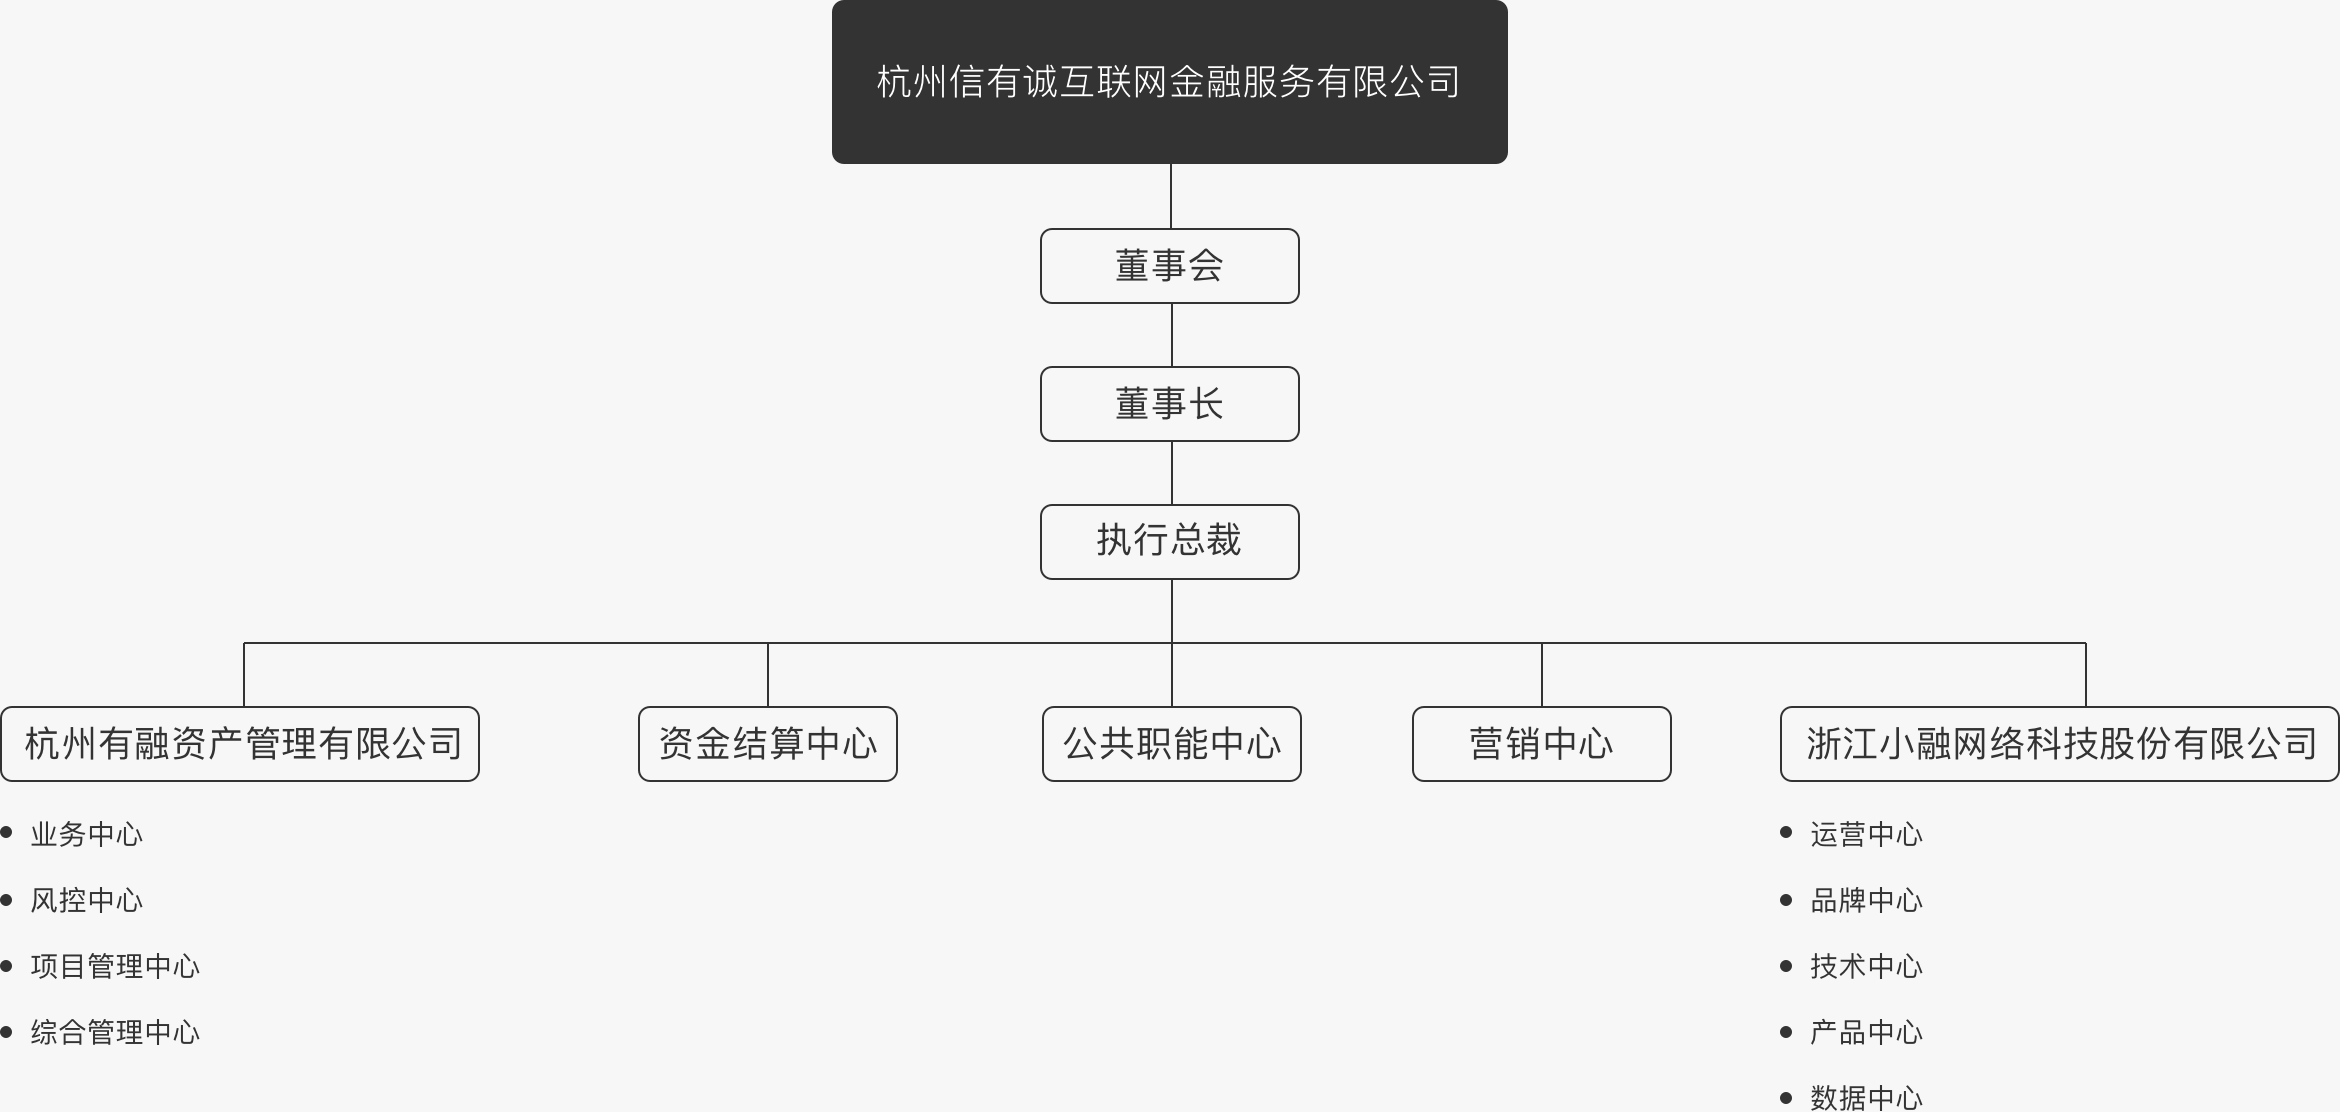 杭州信有诚互联网金融服务有限公司
董事会
董事长
执行总裁
杭州有融资产管理有限公司
资金结算中心
公共职能中心
营销中心
浙江小融网络科技股份有限公司
业务中心
风控中心
项目管理中心
综合管理中心
运营中心
品牌中心
技术中心
产品中心
数据中心